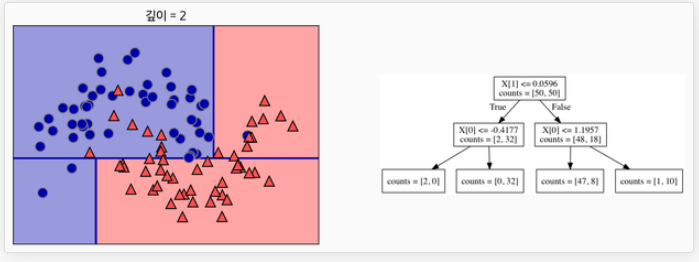 깊이 = 2
X[1] <= 0.0596
counts = [50, 50]
True
False
X[0] <= -0.4177
counts = [2, 32]
X[0] <= 1.1957
counts = [48, 18]
counts = [2, 0]
counts = [0, 32]
counts = [47, 8]
counts = [1, 10]